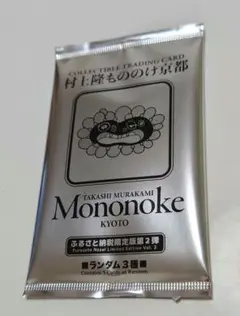 COLLECTIBLE TRADING CARD
村上隆もののけ京都
TAKASHI MURAKAMI
Mononoke
KYOTO
ふるさと納税限定版第2弾
Furusato Nozei Limited Edition Vol. 2
■ランダム3種■
Contains 3 Cards at Random